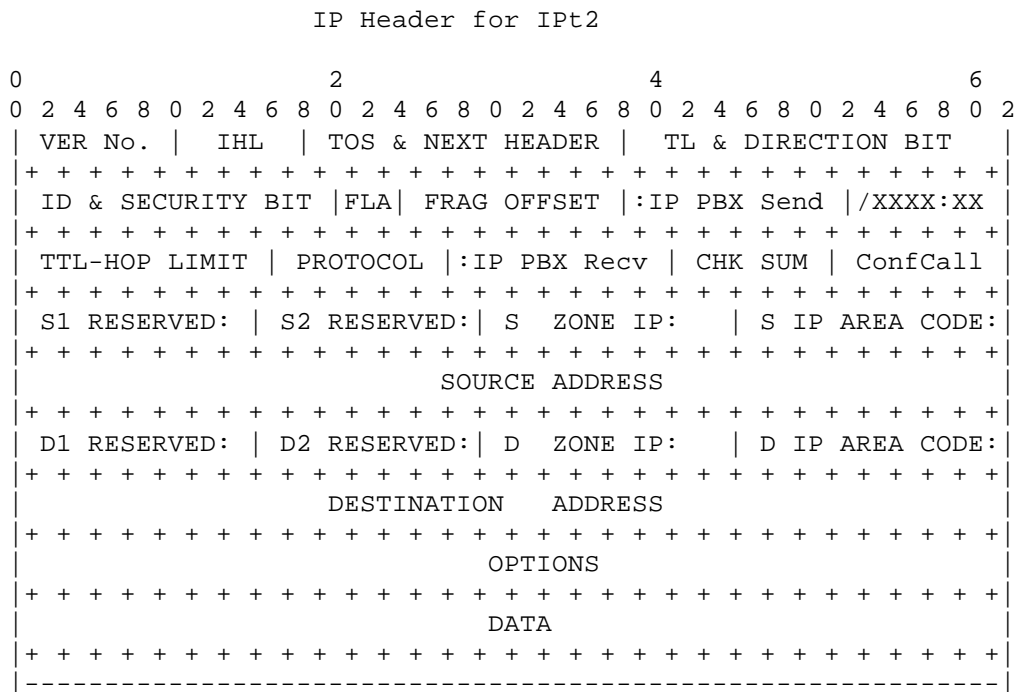 IP Header for IPt2
0 2 4 6
0 2 4 6 8 0 2 4 6 8 0 2 4 6 8 0 2 4 6 8 0 2 4 6 8 0 2 4 6 8 0 2
| VER No. | IHL | TOS & NEXT HEADER | TL & DIRECTION BIT |
|+ + + + + + + + + + + + + + + + + + + + + + + + + + + + + + +|
| ID & SECURITY BIT |FLA| FRAG OFFSET |:IP PBX Send |/XXXX:XX |
|+ + + + + + + + + + + + + + + + + + + + + + + + + + + + + + +|
| TTL-HOP LIMIT | PROTOCOL |:IP PBX Recv | CHK SUM | ConfCall |
|+ + + + + + + + + + + + + + + + + + + + + + + + + + + + + + +|
| S1 RESERVED: | S2 RESERVED:| S ZONE IP: | S IP AREA CODE:|
|+ + + + + + + + + + + + + + + + + + + + + + + + + + + + + + +|
| SOURCE ADDRESS |
|+ + + + + + + + + + + + + + + + + + + + + + + + + + + + + + +|
| D1 RESERVED: | D2 RESERVED:| D ZONE IP: | D IP AREA CODE:|
|+ + + + + + + + + + + + + + + + + + + + + + + + + + + + + + +|
| DESTINATION ADDRESS |
|+ + + + + + + + + + + + + + + + + + + + + + + + + + + + + + +|
| OPTIONS |
|+ + + + + + + + + + + + + + + + + + + + + + + + + + + + + + +|
| DATA |
|+ + + + + + + + + + + + + + + + + + + + + + + + + + + + + + +|
|-------------------------------------------------------------|